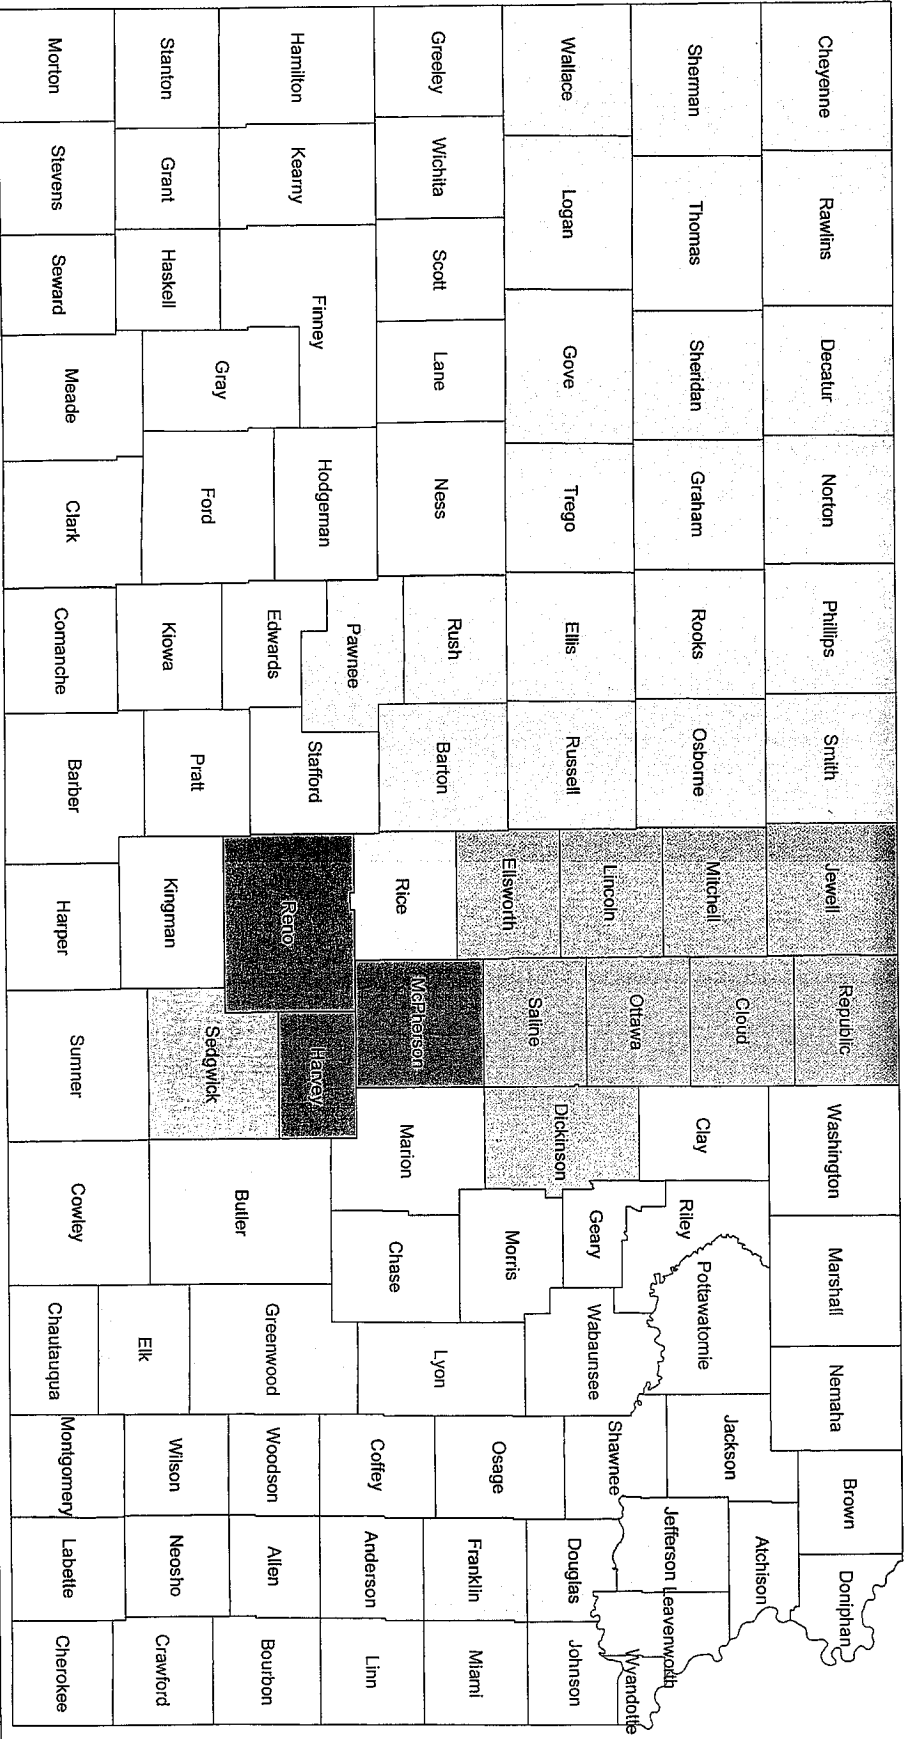 Cheyenne
Rawlins
Decatur
Norton
Phillips
Smith
Jewell
Republic
Washington
Marshall
Nemaha
Brown
Doniphan
Sherman
Thomas
Sheridan
Graham
Rooks
Osborne
Mitchell
Cloud
Clay
Riley
Pottawatomie
Jackson
Atchison
Jefferson
Leavenworth
Wyandotte
Wallace
Logan
Gove
Trego
Ellis
Russell
Lincoln
Ottawa
Ellsworth
Saline
Dickinson
Geary
Morris
Wabaunsee
Shawnee
Douglas
Johnson
Greeley
Wichita
Scott
Lane
Ness
Rush
Barton
Rice
McPherson
Marion
Chase
Lyon
Osage
Franklin
Miami
Hamilton
Kearny
Finney
Hodgeman
Pawnee
Stafford
Reno
Harvey
Coffey
Anderson
Linn
Stanton
Grant
Haskell
Gray
Ford
Edwards
Kiowa
Pratt
Kingman
Sedgwick
Butler
Greenwood
Elk
Woodson
Wilson
Allen
Neosho
Bourbon
Crawford
Morton
Stevens
Seward
Meade
Clark
Comanche
Barber
Harper
Sumner
Cowley
Chautauqua
Montgomery
Labette
Cherokee